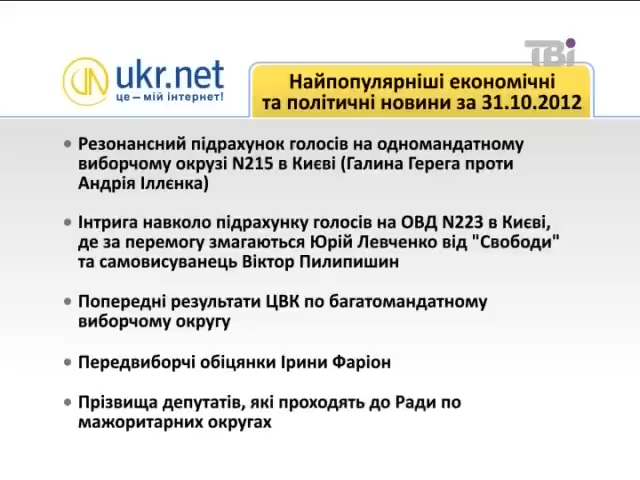 ТВі
ukr.net
це – мій інтернет!
Найпопулярніші економічні
та політичні новини за 31.10.2012
• Резонансний підрахунок голосів на одномандатному
виборчому окрузі N215 в Києві (Галина Герега проти
Андрія Іллєнка)
• Інтрига навколо підрахунку голосів на ОВД N223 в Києві,
де за перемогу змагаються Юрій Левченко від "Свободи"
та самовисуванець Віктор Пилипишин
• Попередні результати ЦВК по багатомандатному
виборчому округу
• Передвиборчі обіцянки Ірини Фаріон
• Прізвища депутатів, які проходять до Ради по
мажоритарних округах